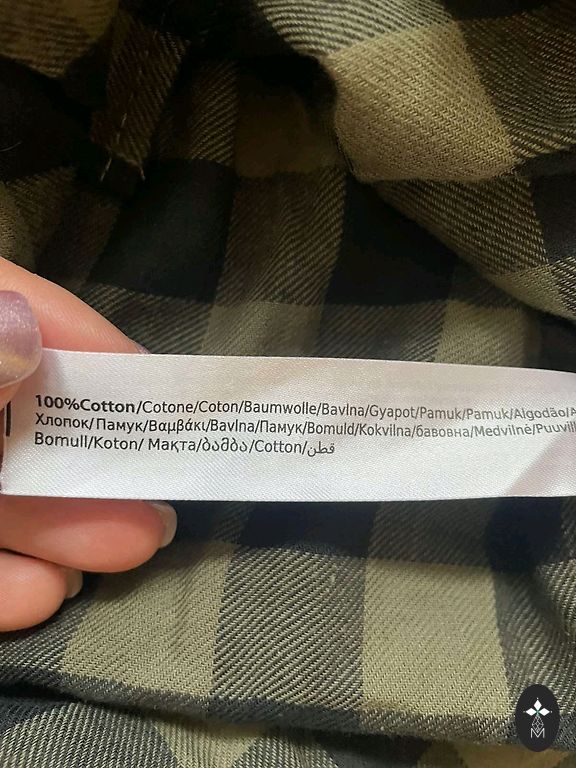 100%Cotton/Cotone/Coton/Baumwolle/Bavlna/Gyapot/Pamuk/Pamuk/Algodão/A
Хлопок/Памук/Βαμβάκι/Bavlna/Памук/Bomuld/Kokvilna/бавовна/Medvilnė/Puuvill
Bomull/Koton/ Мақта/ბამბა/Cotton/قطن
M